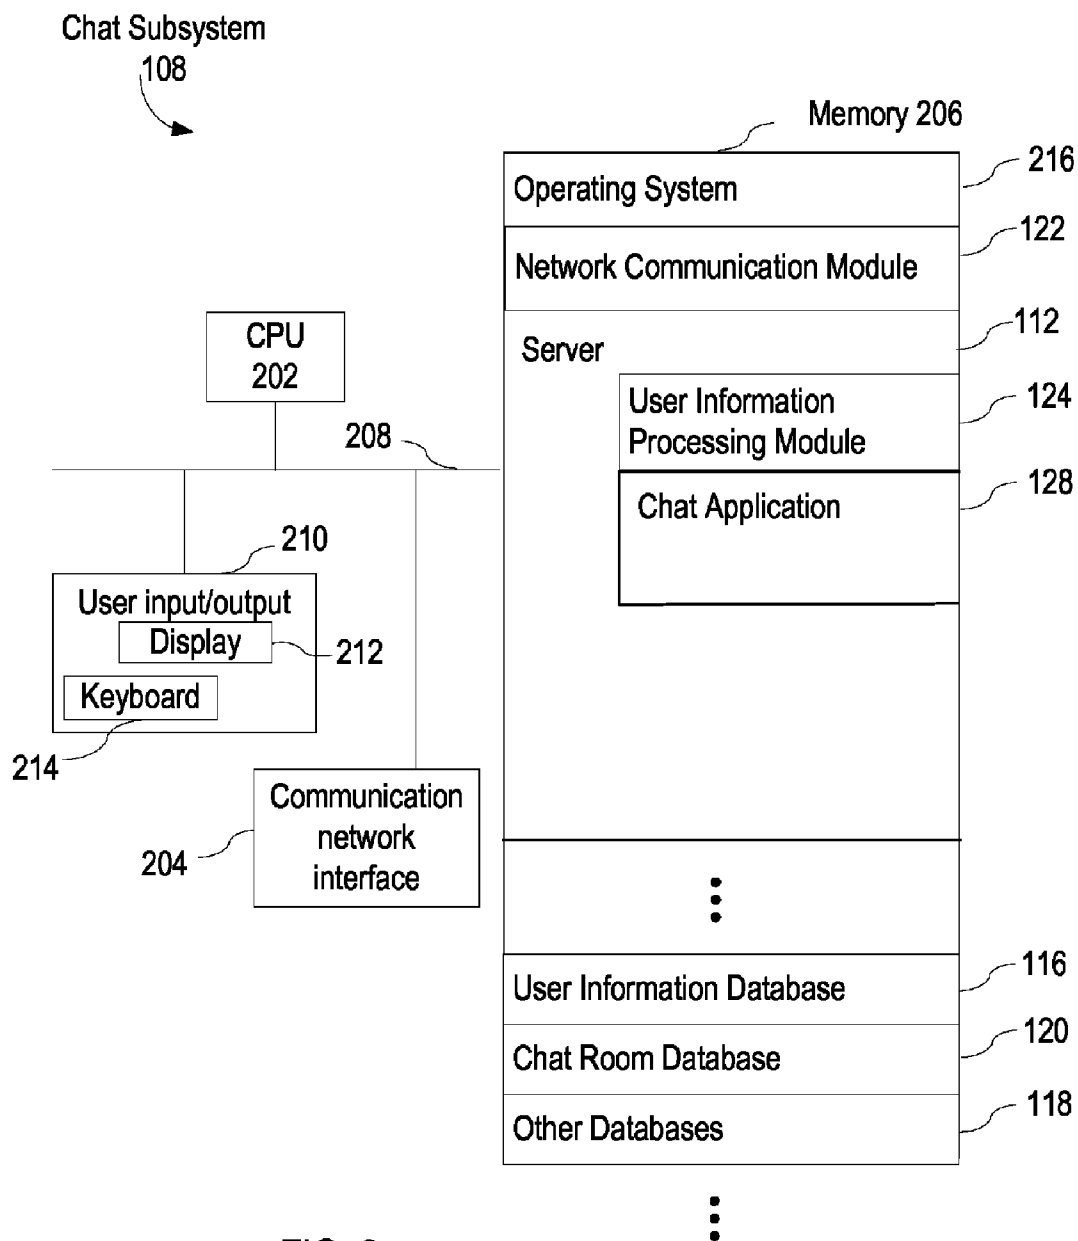 Chat Subsystem
108
Memory 206
216
Operating System
122
Network Communication Module
112
Server
CPU
202
124
User Information
Processing Module
208
128
Chat Application
210
User input/output
Display
212
Keyboard
214
Communication
network
interface
204
116
User Information Database
120
Chat Room Database
118
Other Databases